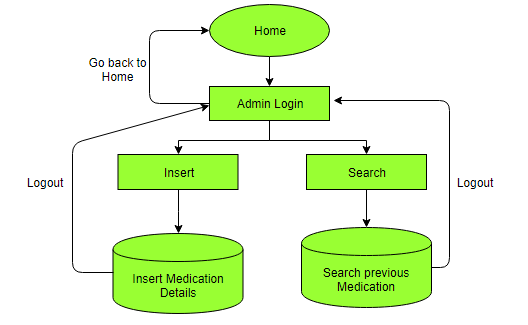 Home
Go back to
Home
Admin Login
Insert
Search
Logout
Logout
Insert Medication
Details
Search previous
Medication